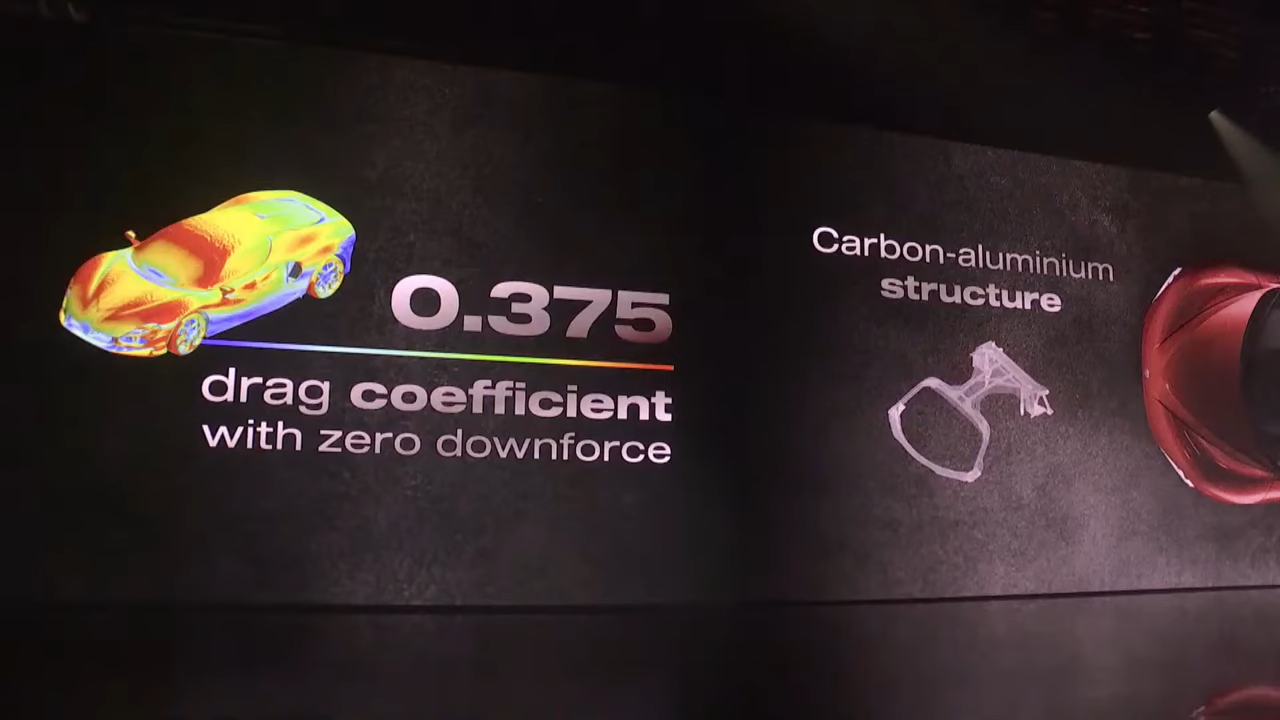 0.375
drag coefficient
with zero downforce
Carbon-aluminium
structure